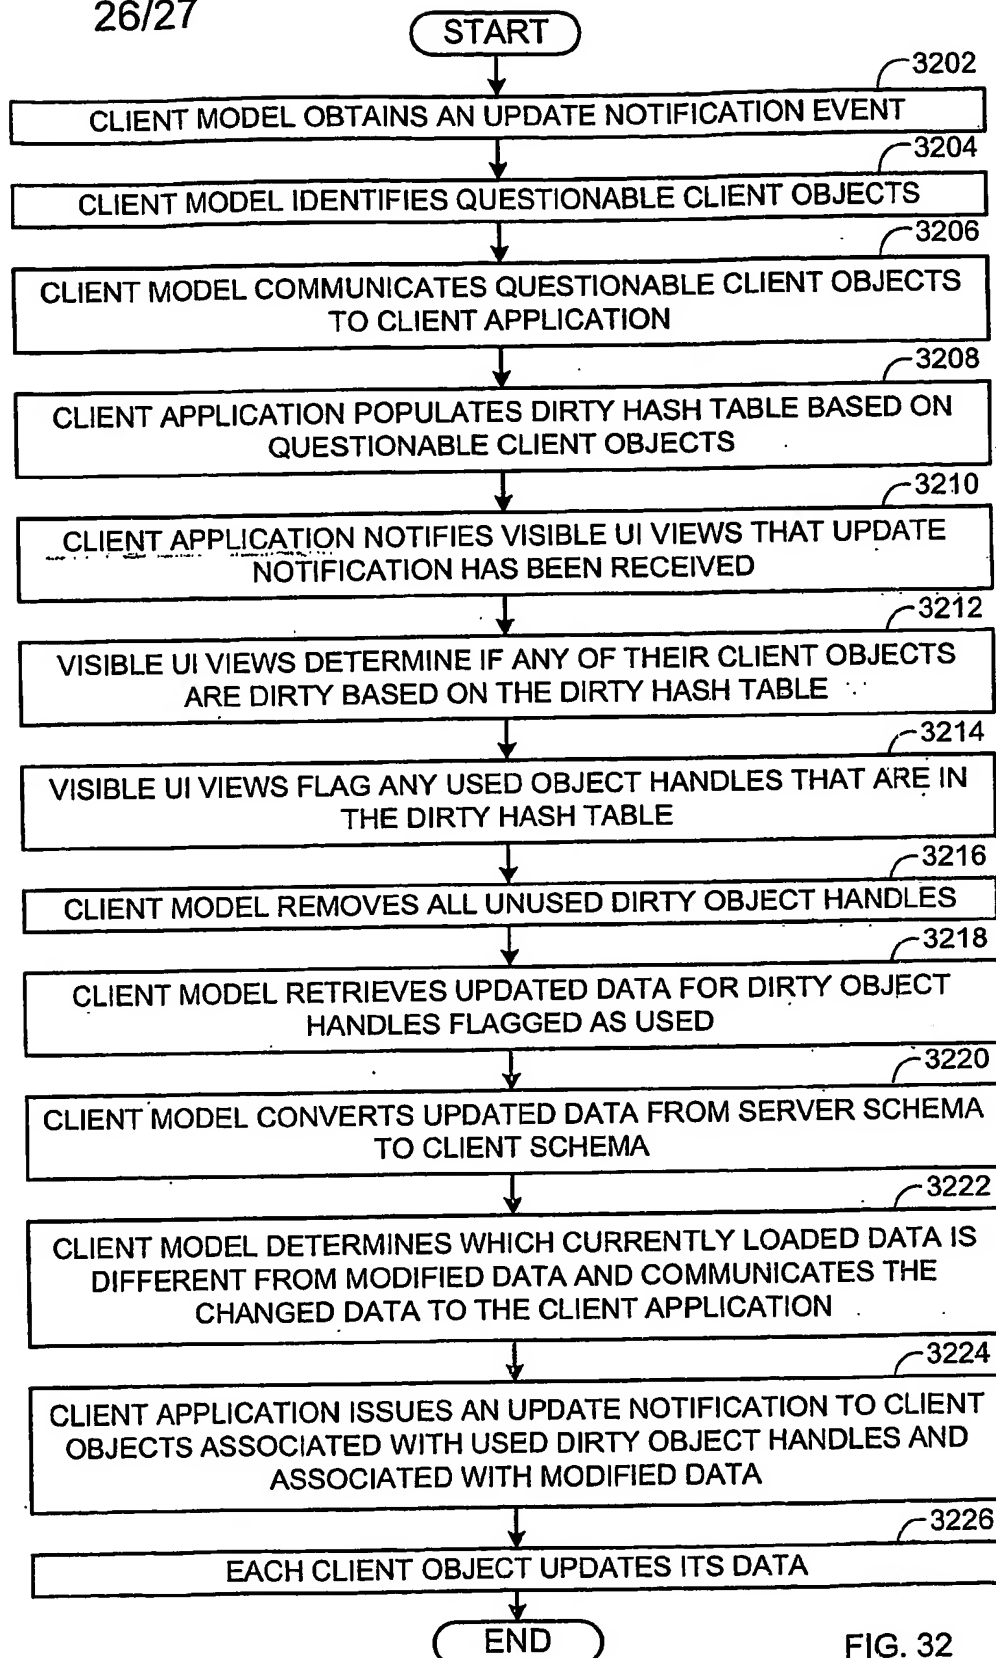 26/27
START
3202
CLIENT MODEL OBTAINS AN UPDATE NOTIFICATION EVENT
3204
CLIENT MODEL IDENTIFIES QUESTIONABLE CLIENT OBJECTS
3206
CLIENT MODEL COMMUNICATES QUESTIONABLE CLIENT OBJECTS
TO CLIENT APPLICATION
3208
CLIENT APPLICATION POPULATES DIRTY HASH TABLE BASED ON
QUESTIONABLE CLIENT OBJECTS
3210
CLIENT APPLICATION NOTIFIES VISIBLE UI VIEWS THAT UPDATE
NOTIFICATION HAS BEEN RECEIVED
3212
VISIBLE UI VIEWS DETERMINE IF ANY OF THEIR CLIENT OBJECTS
ARE DIRTY BASED ON THE DIRTY HASH TABLE
3214
VISIBLE UI VIEWS FLAG ANY USED OBJECT HANDLES THAT ARE IN
THE DIRTY HASH TABLE
3216
CLIENT MODEL REMOVES ALL UNUSED DIRTY OBJECT HANDLES
3218
CLIENT MODEL RETRIEVES UPDATED DATA FOR DIRTY OBJECT
HANDLES FLAGGED AS USED
3220
CLIENT MODEL CONVERTS UPDATED DATA FROM SERVER SCHEMA
TO CLIENT SCHEMA
3222
CLIENT MODEL DETERMINES WHICH CURRENTLY LOADED DATA IS
DIFFERENT FROM MODIFIED DATA AND COMMUNICATES THE
CHANGED DATA TO THE CLIENT APPLICATION
3224
CLIENT APPLICATION ISSUES AN UPDATE NOTIFICATION TO CLIENT
OBJECTS ASSOCIATED WITH USED DIRTY OBJECT HANDLES AND
ASSOCIATED WITH MODIFIED DATA
3226
EACH CLIENT OBJECT UPDATES ITS DATA
END
FIG. 32